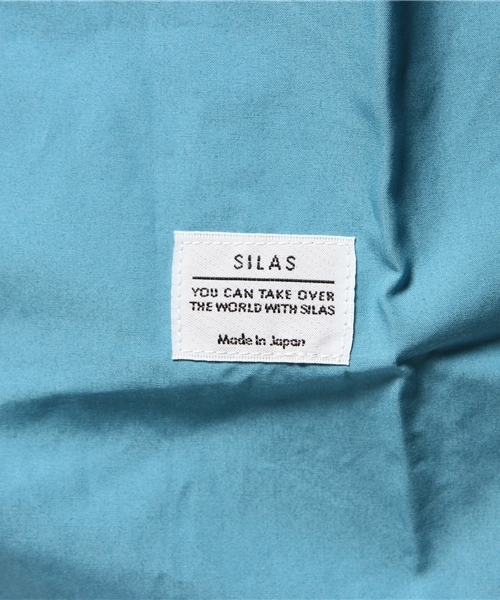 SILAS
YOU CAN TAKE OVER
THE WORLD WITH SILAS
Made In Japan